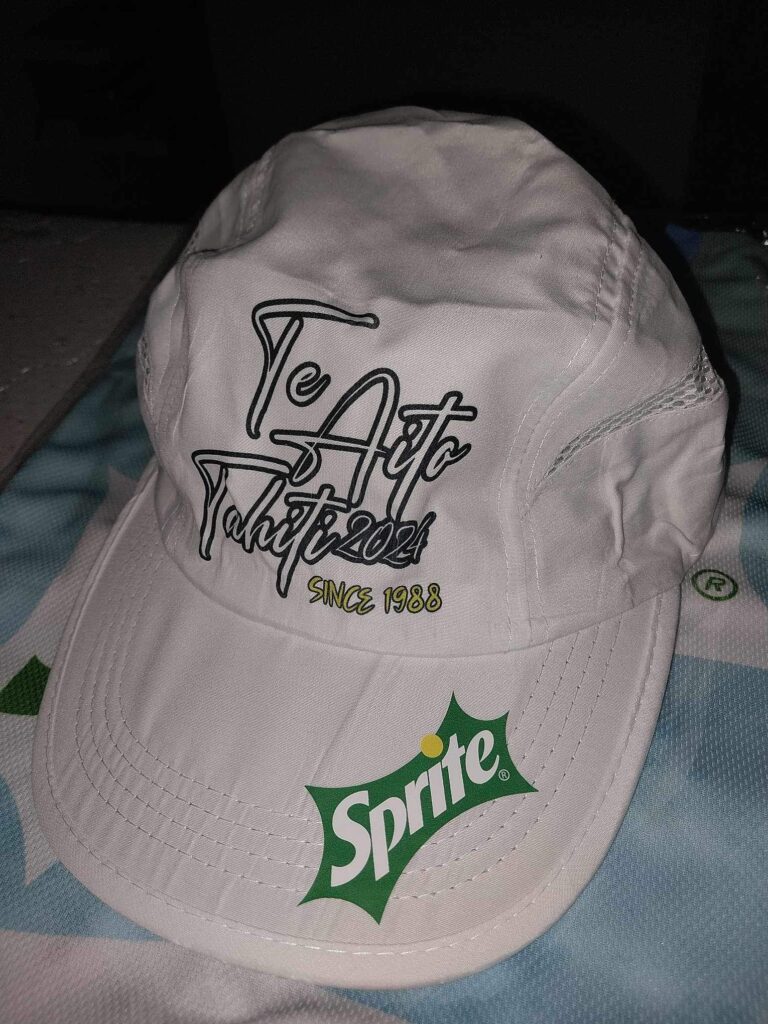 Te
Aito
Tahiti 2024
SINCE 1988
Sprite®
®